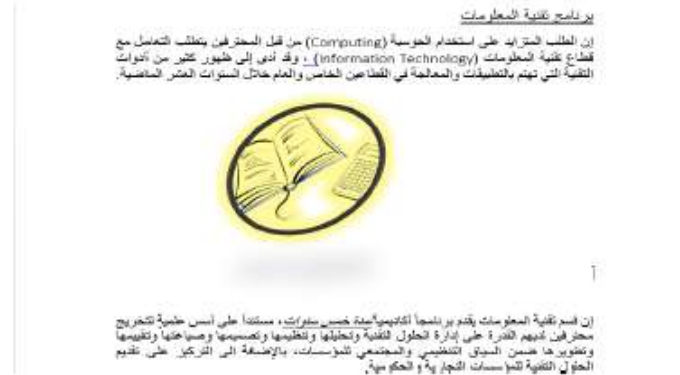 برنامج تقنية المعلومات
إن الطلب المتزايد على استخدام الحوسبة (Computing) من قبل المحترفين يتطلب التعامل مع
قطاع تقنية المعلومات (Information Technology) ، وقد أدى إلى ظهور كثير من أدوات
التقنية التي تهتم بالتطبيقات والمعالجة في القطاعين الخاص والعام خلال السنوات العشر الماضية.
إن قسم تقنية المعلومات يقدم برنامجاً أكاديمياً مدة خمس سنوات ، مستنداً على أسس علمية لتخريج
محترفين لديهم القدرة على إدارة الحلول التقنية وتحليلها وتنظيمها وتصميمها وصياغتها وتقييمها
وتطويرها ضمن السياق التنظيمي والمجتمعي للمؤسسات، بالإضافة الى التركيز على تقديم
الحلول التقنية للمؤسسات التجارية والحكومية.